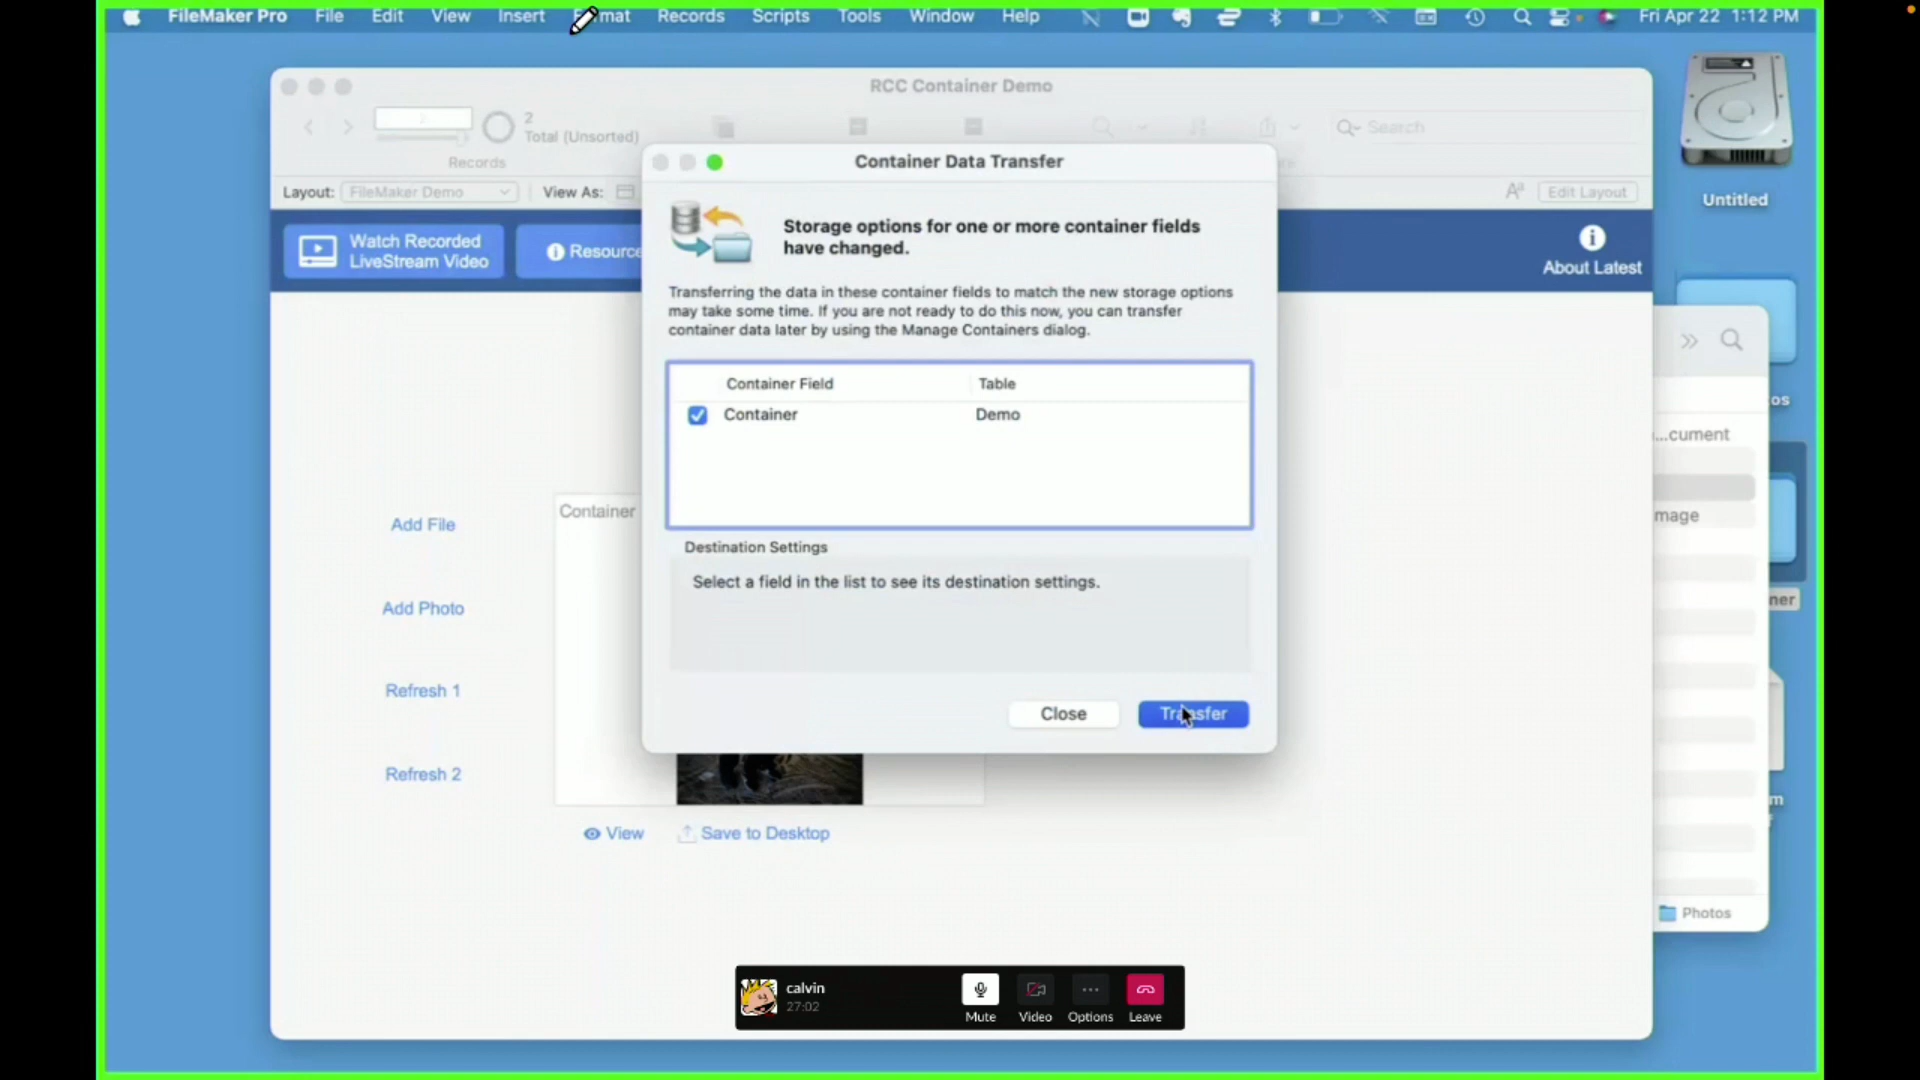 FileMaker Pro File Edit View Insert Format Records Scripts Tools Window Help Fri Apr 22 1:12 PM
RCC Container Demo
2
Total (Unsorted)
Search
Records
Layout: FileMaker Demo View As: Edit Layout
Untitled
Container Data Transfer
Storage options for one or more container fields
have changed.
Transferring the data in these container fields to match the new storage options
may take some time. If you are not ready to do this now, you can transfer
container data later by using the Manage Containers dialog.
Container Field Table
Container Demo
Destination Settings
Select a field in the list to see its destination settings.
Close Transfer
Watch Recorded
LiveStream Video
Resource
About Latest
os
...cument
mage
ner
m
Photos
Container
Add File
Add Photo
Refresh 1
Refresh 2
View Save to Desktop
calvin
27:02
Mute Video Options Leave